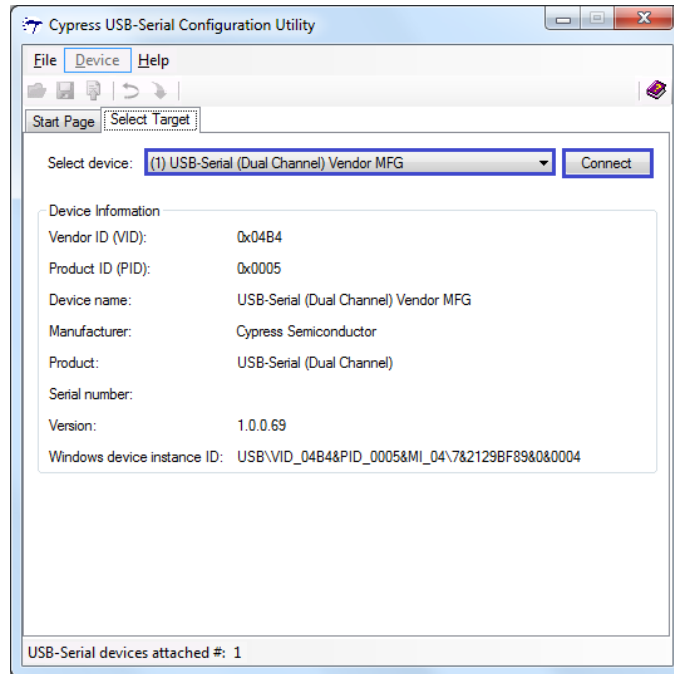 Cypress USB-Serial Configuration Utility
File Device Help
Start Page Select Target
Select device: (1) USB-Serial (Dual Channel) Vendor MFG Connect
Device Information
Vendor ID (VID): 0x04B4
Product ID (PID): 0x0005
Device name: USB-Serial (Dual Channel) Vendor MFG
Manufacturer: Cypress Semiconductor
Product: USB-Serial (Dual Channel)
Serial number:
Version: 1.0.0.69
Windows device instance ID: USB\VID_04B4&PID_0005&MI_04\7&2129BF89&0&0004
USB-Serial devices attached #: 1